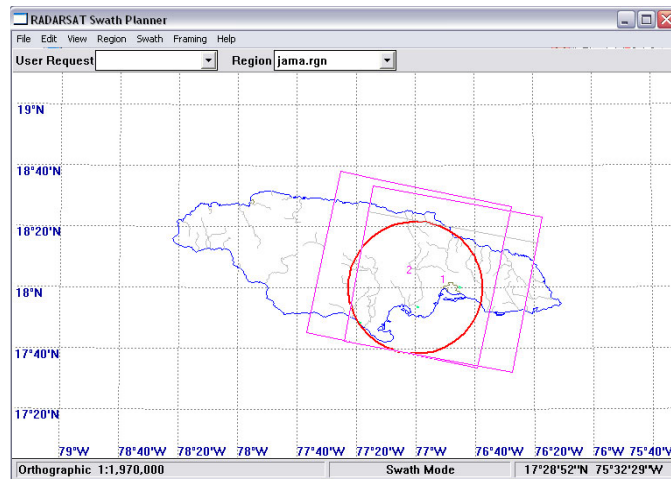 RADARSAT Swath Planner
File Edit View Region Swath Framing Help
User Request Region jama.rgn
19°N
18°40'N
18°20'N
18°N
17°40'N
17°20'N
2
1
79°W 78°40'W 78°20'W 78°W 77°40'W 77°20'W 77°W 76°40'W 76°20'W 76°W 75°40'W
Orthographic 1:1,970,000 Swath Mode 17°28'52"N 75°32'29"W